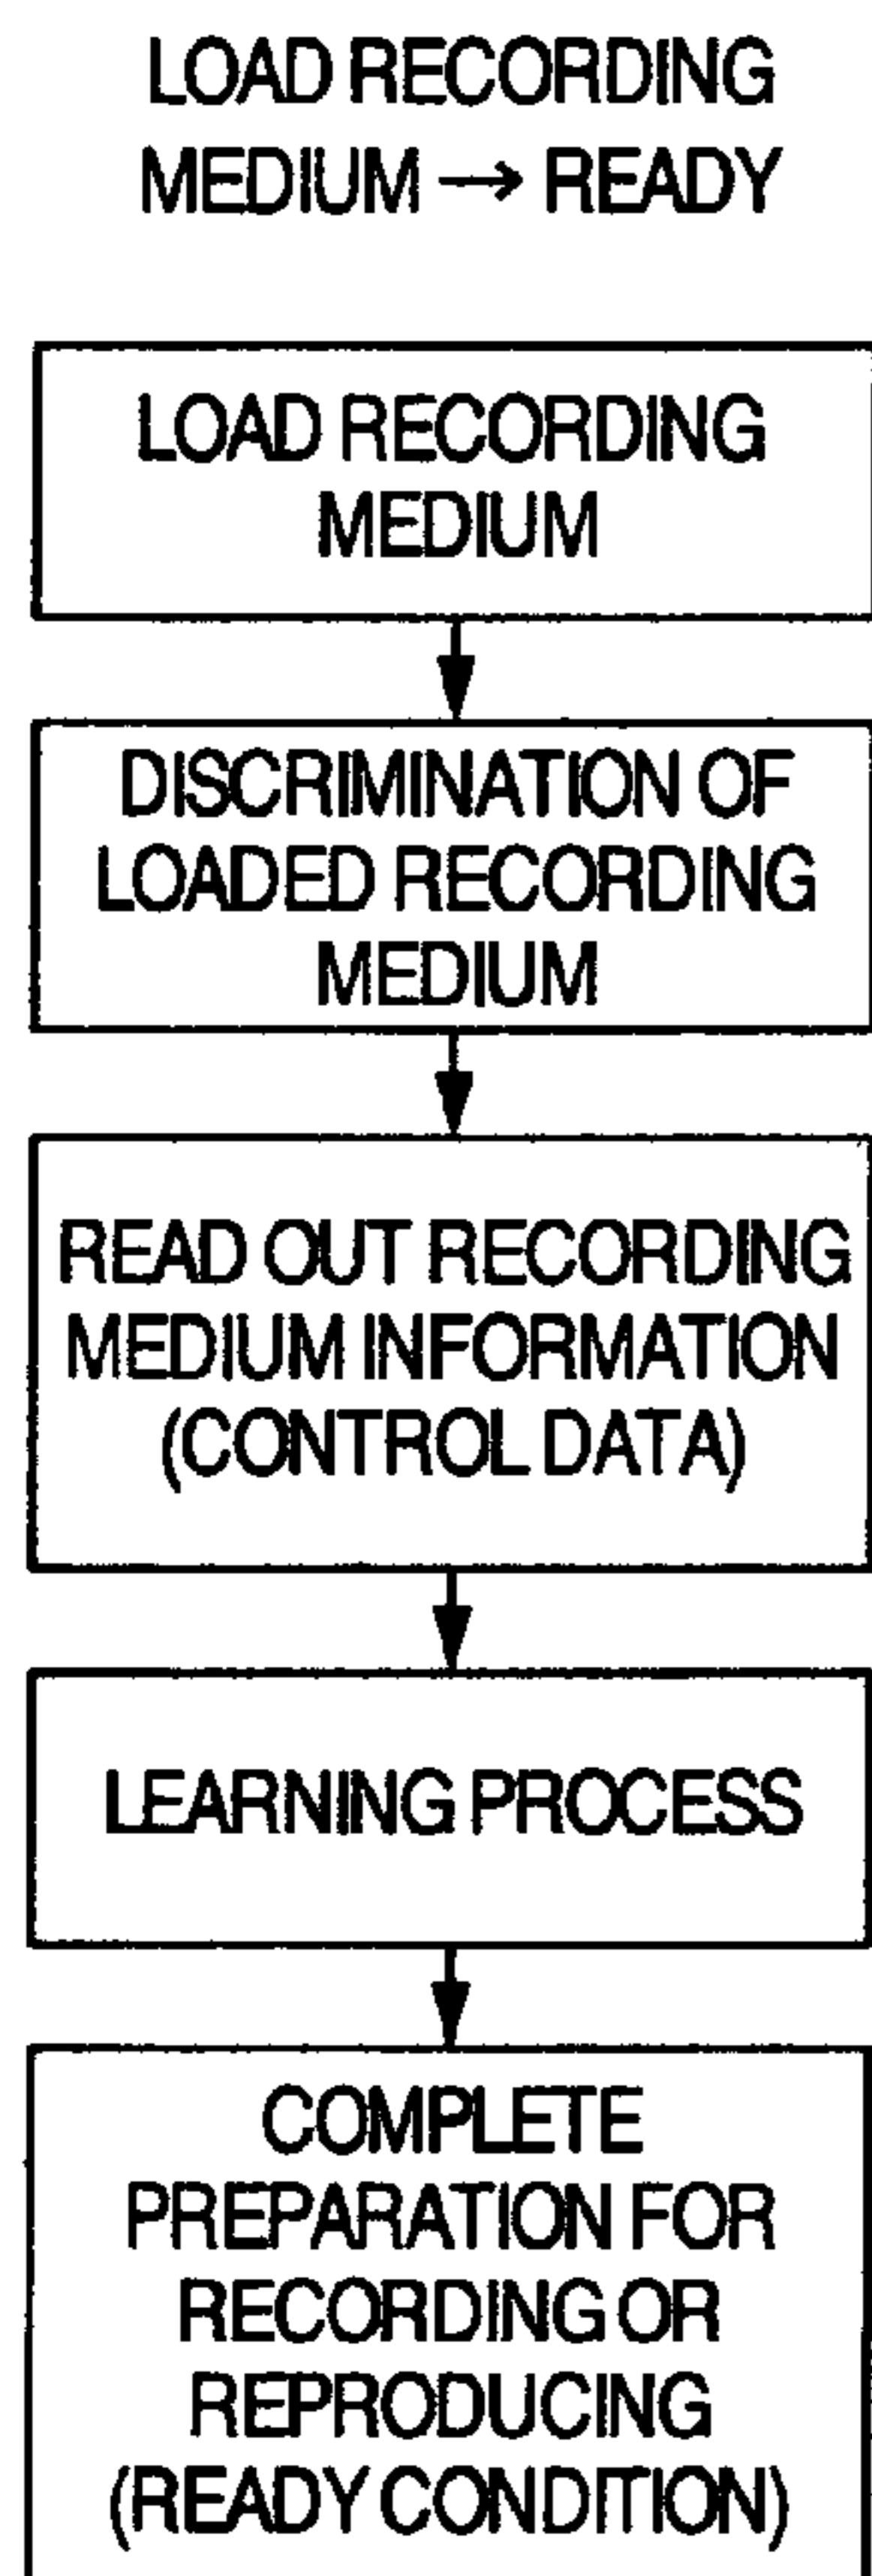 LOAD RECORDING
MEDIUM → READY
LOAD RECORDING
MEDIUM
DISCRIMINATION OF
LOADED RECORDING
MEDIUM
READ OUT RECORDING
MEDIUM INFORMATION
(CONTROL DATA)
LEARNING PROCESS
COMPLETE
PREPARATION FOR
RECORDING OR
REPRODUCING
(READY CONDITION)